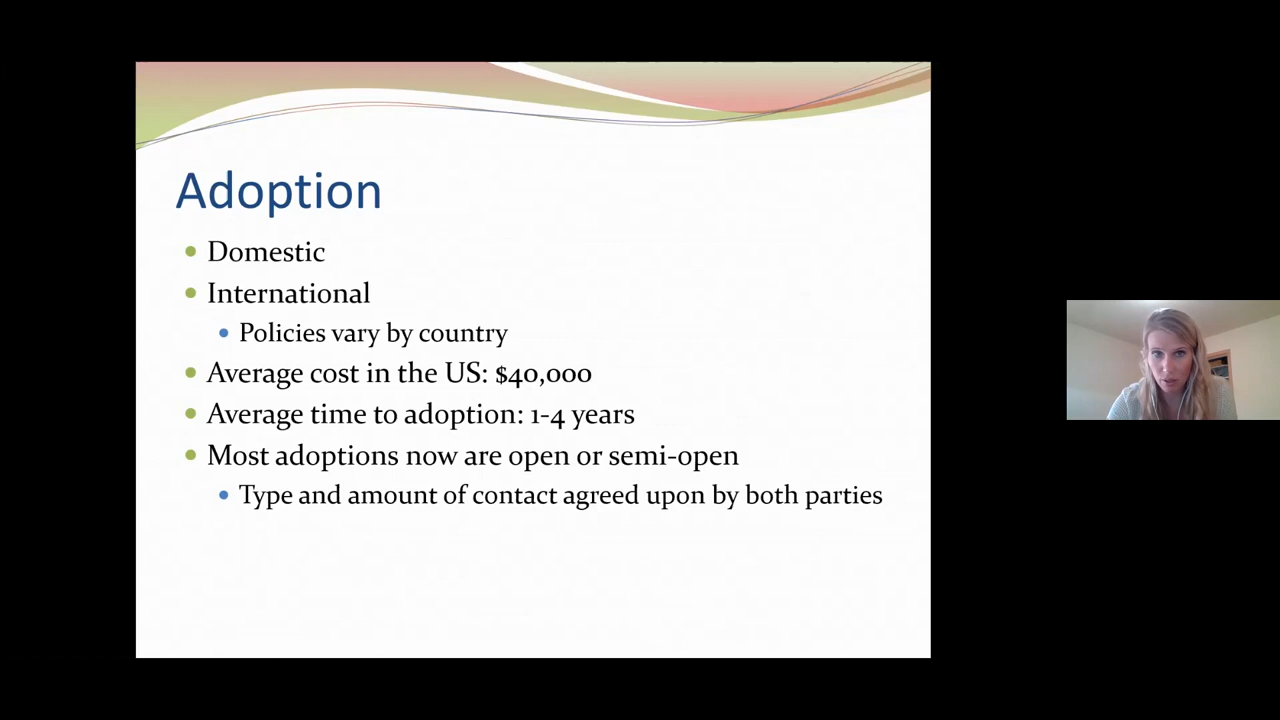 Adoption
Domestic
International
Policies vary by country
Average cost in the US: $40,000
Average time to adoption: 1-4 years
Most adoptions now are open or semi-open
Type and amount of contact agreed upon by both parties